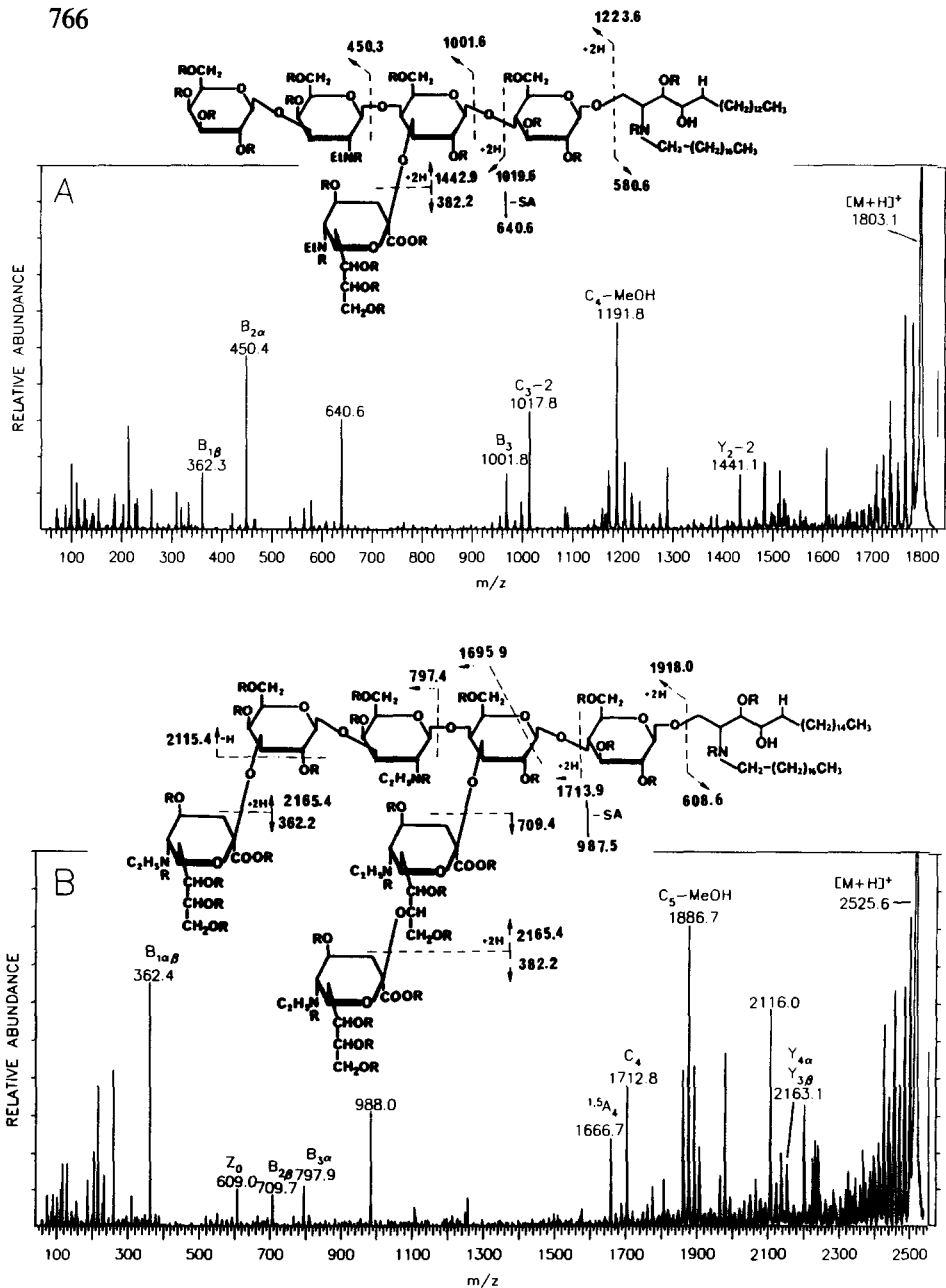 766
1223.6
+2H
450.3
1001.6
ROCH₂
ROCH₂
ROCH₂
ROCH₂
OR
H
RO
RO
O
O
O
O
O
O
O
O
(CH₂)₁₂CH₃
OR
OR
EtNR
OR
+2H
OR
OR
RN
OH
CH₂-(CH₂)₁₆CH₃
O
+2H
1442.9
382.2
1019.6
-SA
640.6
580.6
RO
O
COOR
EtN
R
CHOR
CHOR
CH₂OR
A
[M+H]⁺
1803.1
C₄-MeOH
1191.8
B₂α
450.4
640.6
C₃-2
1017.8
B₁β
362.3
B₃
1001.8
Y₂-2
1441.1
RELATIVE ABUNDANCE
100 200 300 400 500 600 700 800 900 1000 1100 1200 1300 1400 1500 1600 1700 1800
m/z
1695 9
797.4
1918.0
+2H
ROCH₂
ROCH₂
ROCH₂
ROCH₂
OR
H
RO
RO
(CH₂)₁₄CH₃
2115.4
-H
OR
C₂H₅NR
OR
+2H
1713.9
RO
OR
RN
OH
CH₂-(CH₂)₁₆CH₃
-SA
987.5
608.6
RO
+2H
2165.4
362.2
RO
709.4
C₂H₅N
R
COOR
CHOR
CHOR
CH₂OR
C₂H₅N
R
COOR
CHOR
OCH
CH₂OR
RO
+2H
2165.4
382.2
C₂H₅N
R
COOR
CHOR
CHOR
CH₂OR
B
C₅-MeOH
1886.7
[M+H]⁺
2525.6
B₁αβ
362.4
2116.0
C₄
1712.8
Y₄α
Y₃β
2163.1
¹,⁵A₄
1666.7
988.0
Z₀
609.0
B₂β
709.7
B₃α
797.9
RELATIVE ABUNDANCE
100 300 500 700 900 1100 1300 1500 1700 1900 2100 2300 2500
m/z